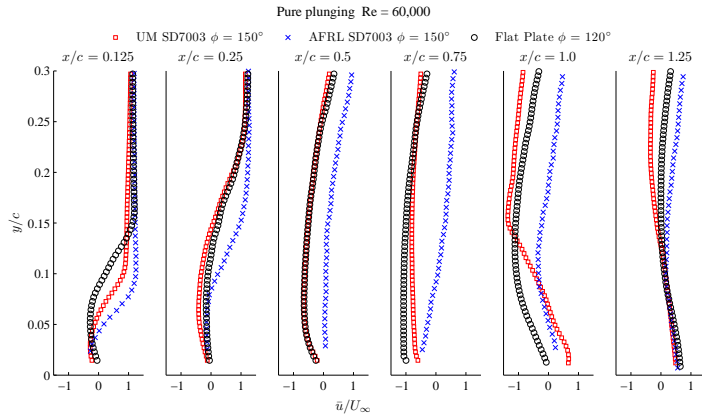 Pure plunging Re = 60,000
UM SD7003 ϕ = 150° AFRL SD7003 ϕ = 150° Flat Plate ϕ = 120°
x/c = 0.125 x/c = 0.25 x/c = 0.5 x/c = 0.75 x/c = 1.0 x/c = 1.25
0.3
0.25
0.2
0.15
0.1
0.05
0
y/c
−1 0 1 −1 0 1 −1 0 1 −1 0 1 −1 0 1 −1 0 1
ū/U∞